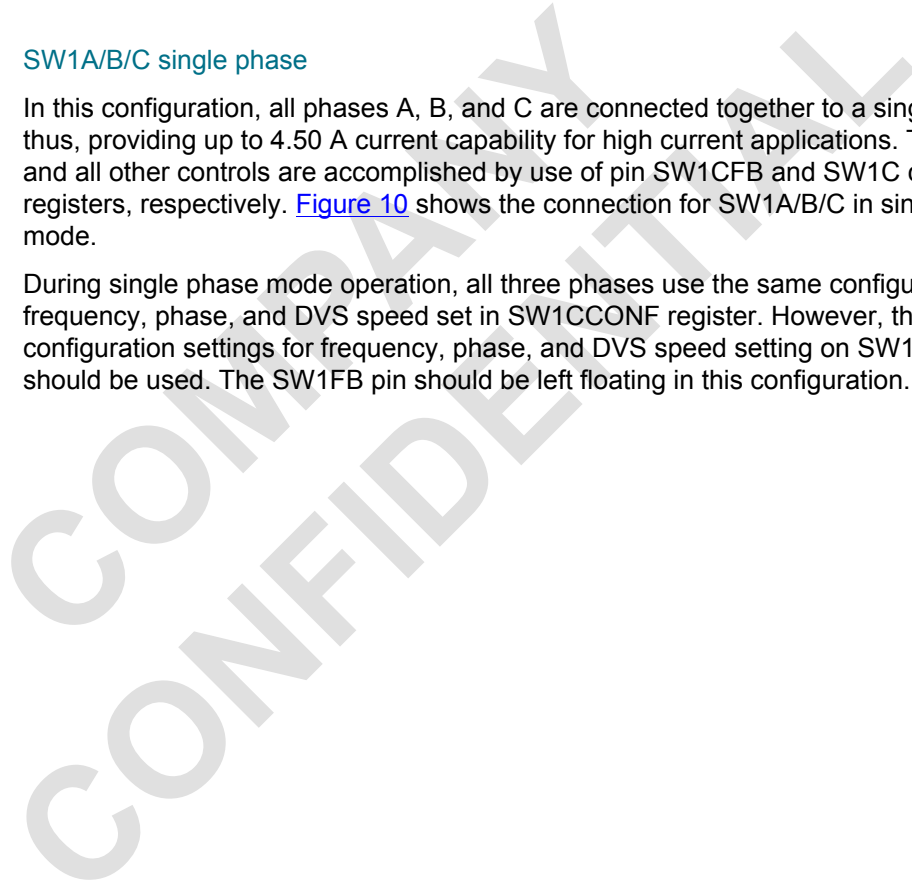 SW1A/B/C single phase
In this configuration, all phases A, B, and C are connected together to a
thus, providing up to 4.50 A current capability for high current applications.
and all other controls are accomplished by use of pin SW1CFB and SW1C
registers, respectively. Figure 10 shows the connection for SW1A/B/C in
mode.
During single phase mode operation, all three phases use the same
frequency, phase, and DVS speed set in SW1CCONF register. However,
configuration settings for frequency, phase, and DVS speed setting on
should be used. The SW1FB pin should be left floating in this configuration.
COMPANY
CONFIDENTIAL